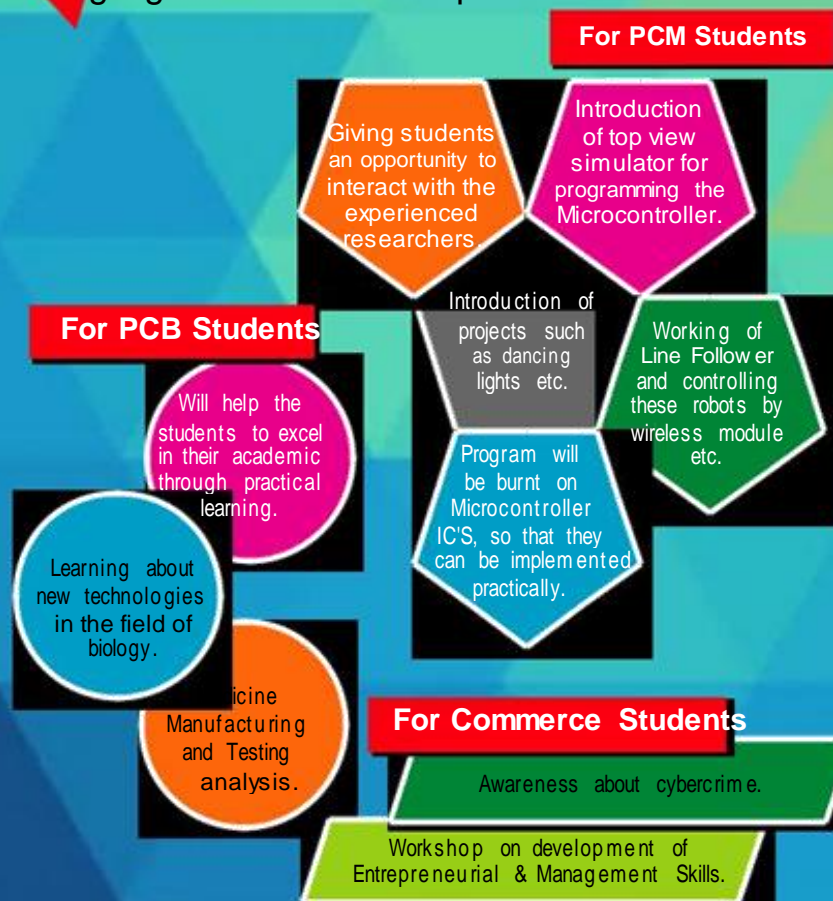 For PCM Students
Giving students
an opportunity to
interact with the
experienced
researchers.
Introduction
of top view
simulator for
programming the
Microcontroller.
Introduction of
projects such
as dancing
lights etc.
Working of
Line Follower
and controlling
these robots by
wireless module
etc.
Program will
be burnt on
Microcontroller
IC'S, so that they
can be implemented
practically.
For PCB Students
Will help the
students to excel
in their academic
through practical
learning.
Learning about
new technologies
in the field of
biology.
icine
Manufacturing
and Testing
analysis.
For Commerce Students
Awareness about cybercrime.
Workshop on development of
Entrepreneurial & Management Skills.